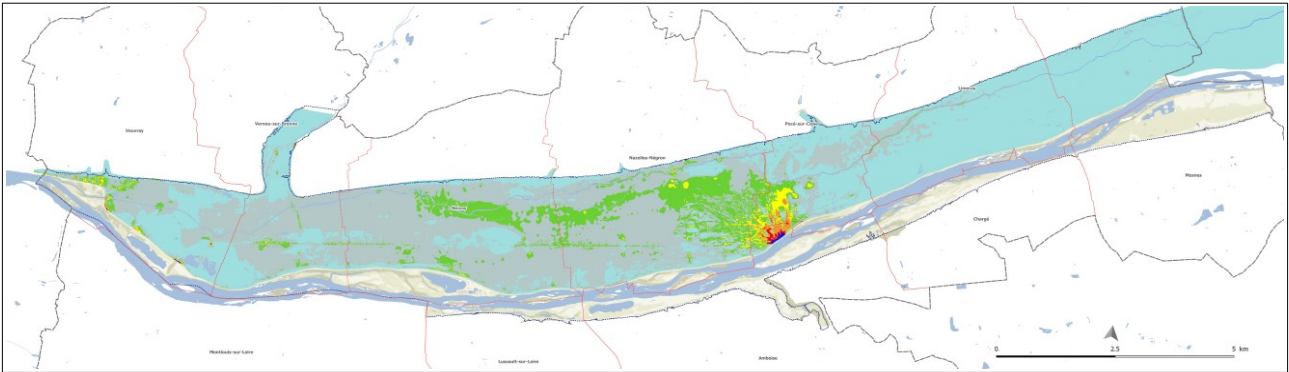 Limeray
Pocé-sur-Cisse
Vernou-sur-Brenne
Vouvray
Nazelles-Négron
Mosnes
Noizay
Chargé
Montlouis-sur-Loire
Lussault-sur-Loire
Amboise
0
2.5
5 km